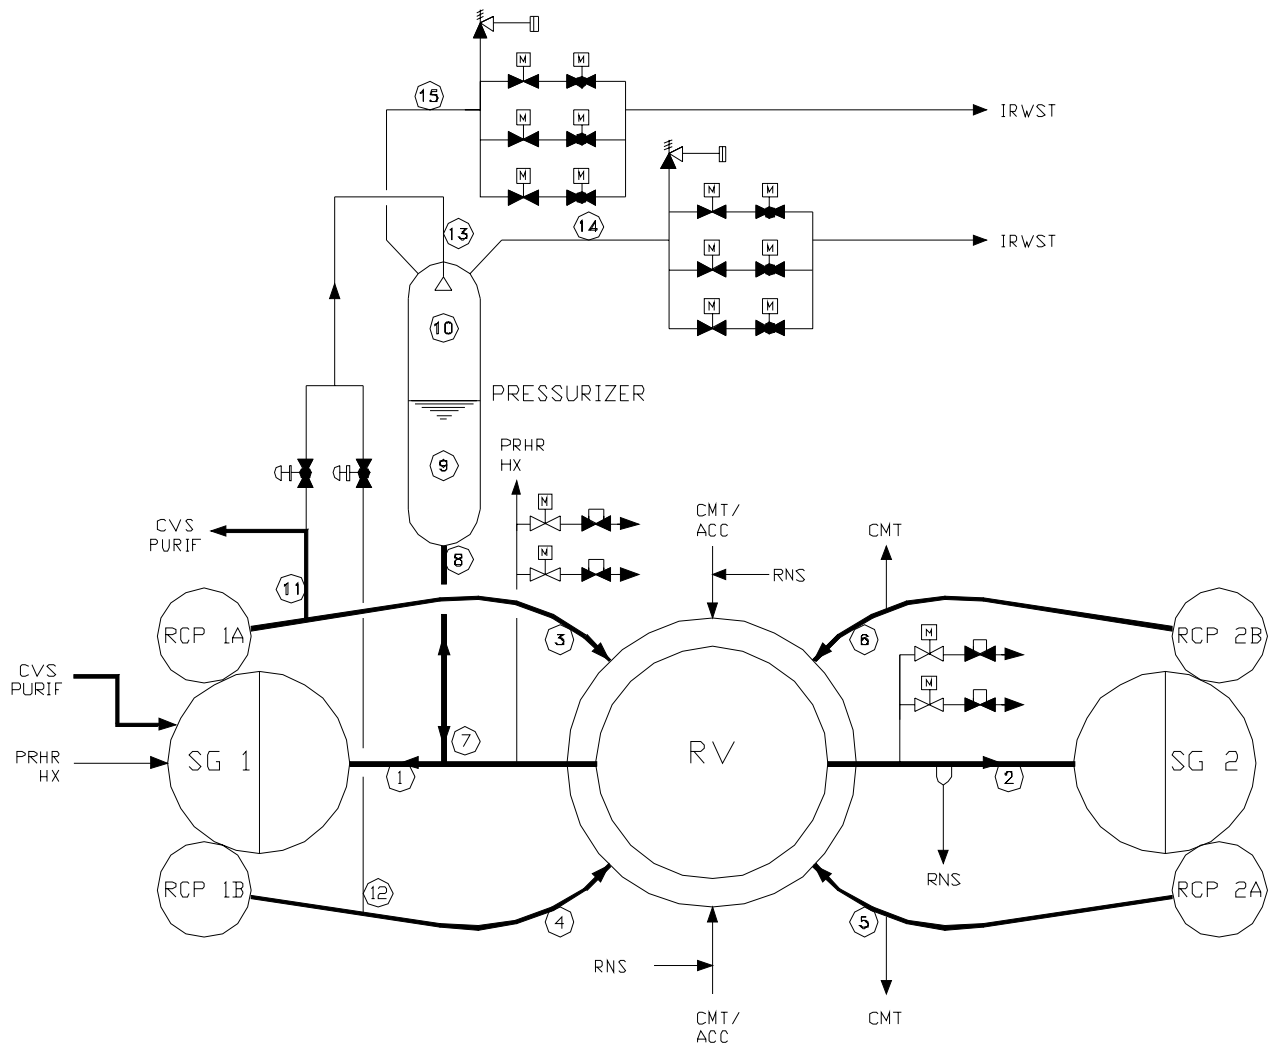 M
M
15
IRWST
M
M
M
M
M
M
14
13
IRWST
M
M
10
M
M
PRESSURIZER
PRHR
HX
9
M
CMT/
ACC
CVS
PURIF
CMT
8
M
RNS
11
RCP 1A
3
6
M
RCP 2B
CVS
PURIF
M
7
PRHR
HX
SG 1
1
RV
2
SG 2
RNS
RCP 1B
12
RCP 2A
4
5
RNS
CMT/
ACC
CMT